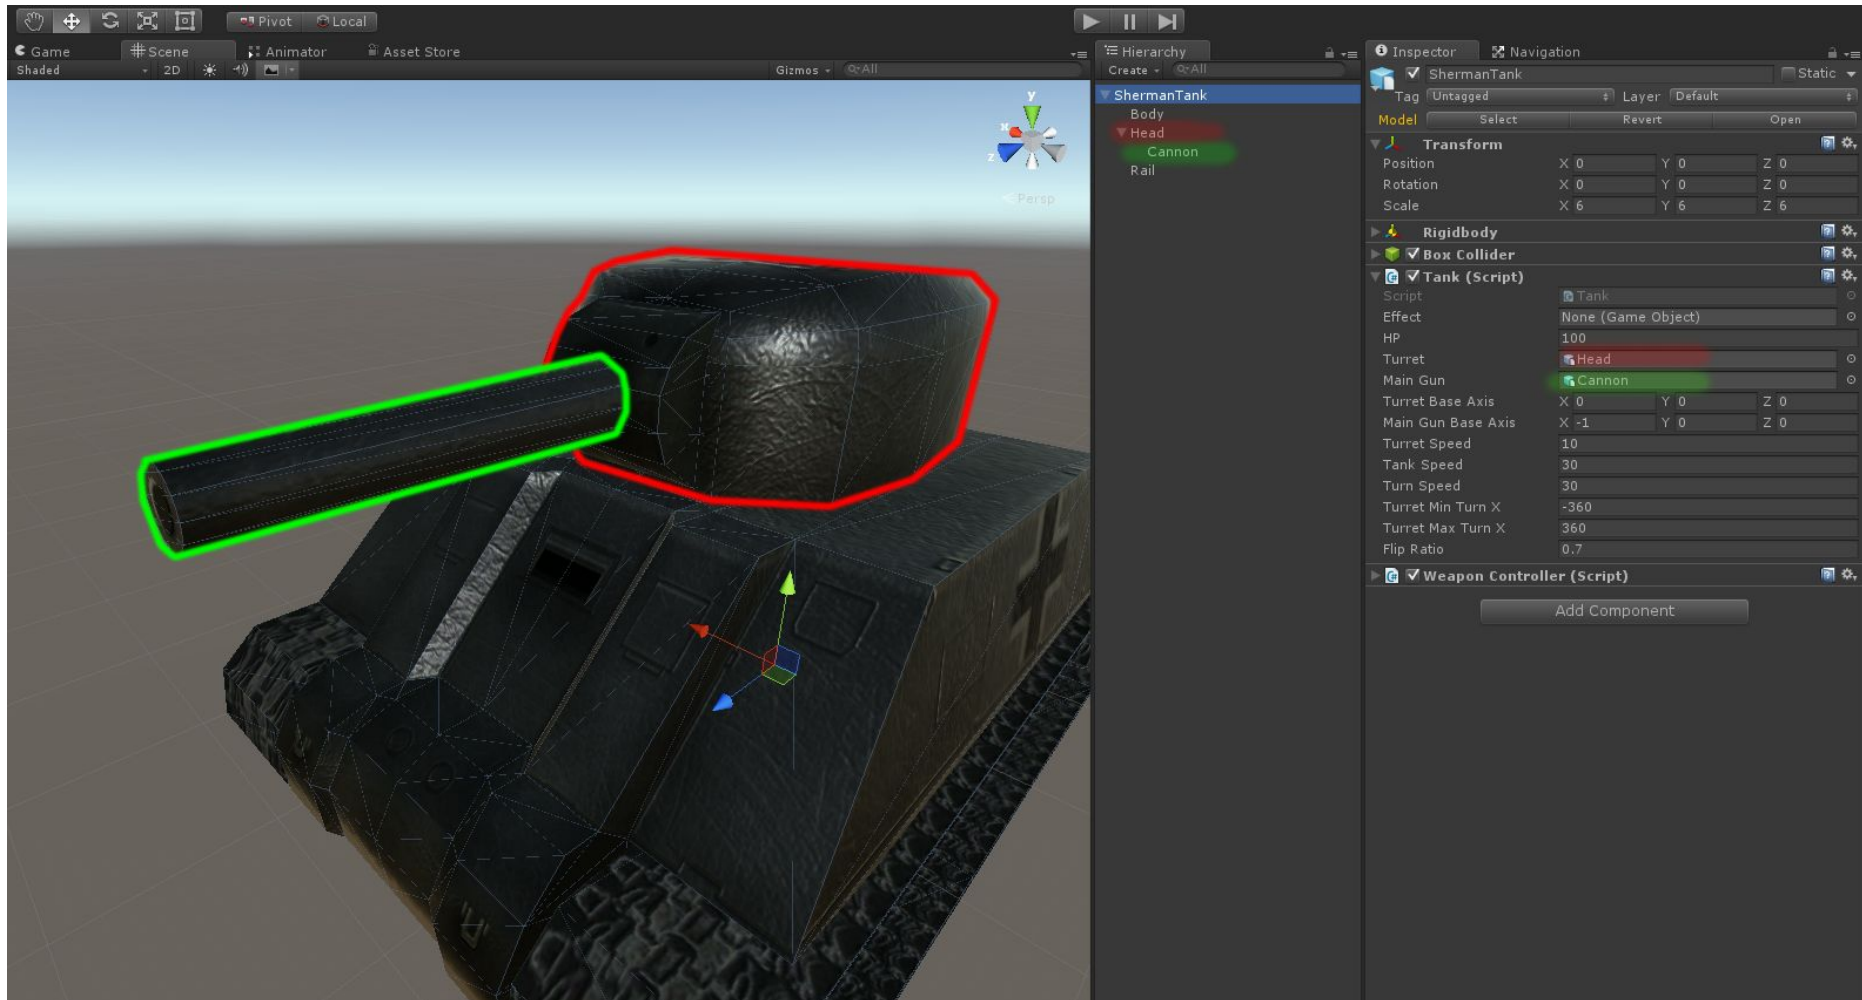 Pivot Local
Game Scene Animator Asset Store
Shaded 2D Gizmos All
y
x
z
Persp
Hierarchy
Create All
ShermanTank
Body
Head
Cannon
Rail
Inspector Navigation
ShermanTank Static
Tag Untagged Layer Default
Model Select Revert Open
Transform
Position X 0 Y 0 Z 0
Rotation X 0 Y 0 Z 0
Scale X 6 Y 6 Z 6
Rigidbody
Box Collider
Tank (Script)
Script Tank
Effect None (Game Object)
HP 100
Turret Head
Main Gun Cannon
Turret Base Axis X 0 Y 0 Z 0
Main Gun Base Axis X -1 Y 0 Z 0
Turret Speed 10
Tank Speed 30
Turn Speed 30
Turret Min Turn X -360
Turret Max Turn X 360
Flip Ratio 0.7
Weapon Controller (Script)
Add Component